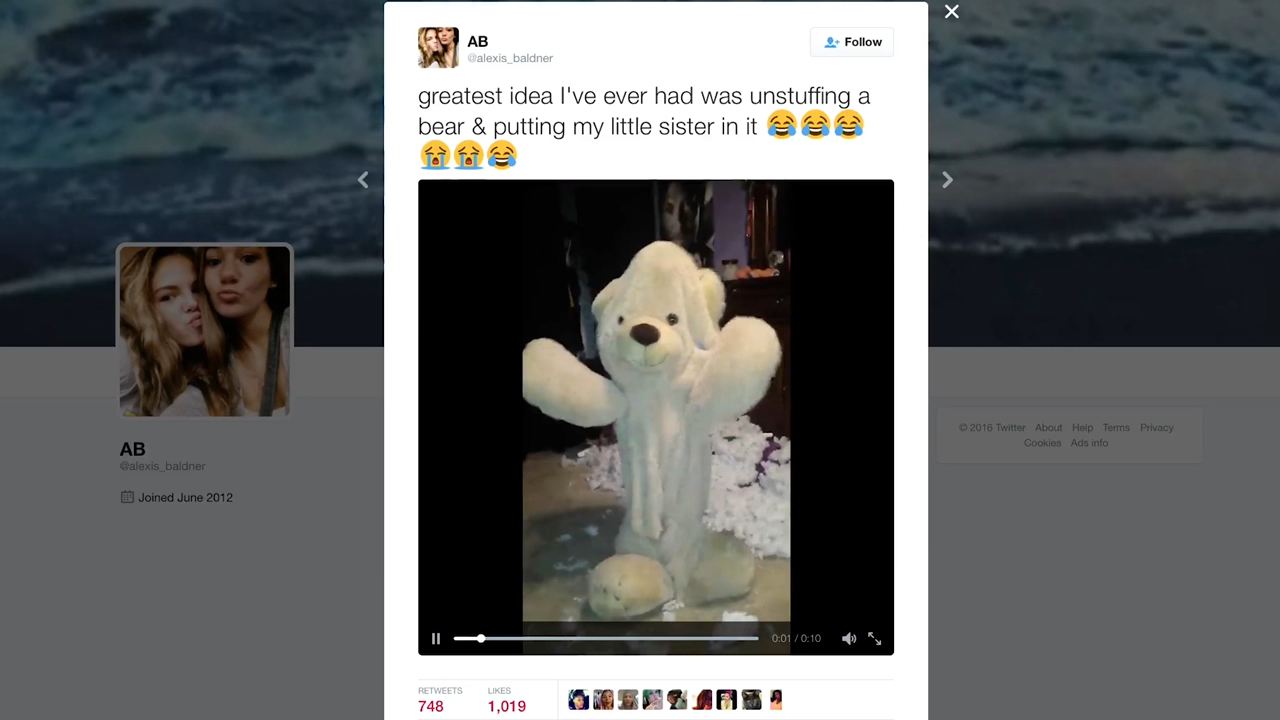 AB
@alexis_baldner
Follow
greatest idea I've ever had was unstuffing a
bear & putting my little sister in it 😂😂😂
😭😭😂
AB
@alexis_baldner
Joined June 2012
© 2016 Twitter About Help Terms Privacy
Cookies Ads info
0:01 / 0:10
RETWEETS LIKES
748 1,019